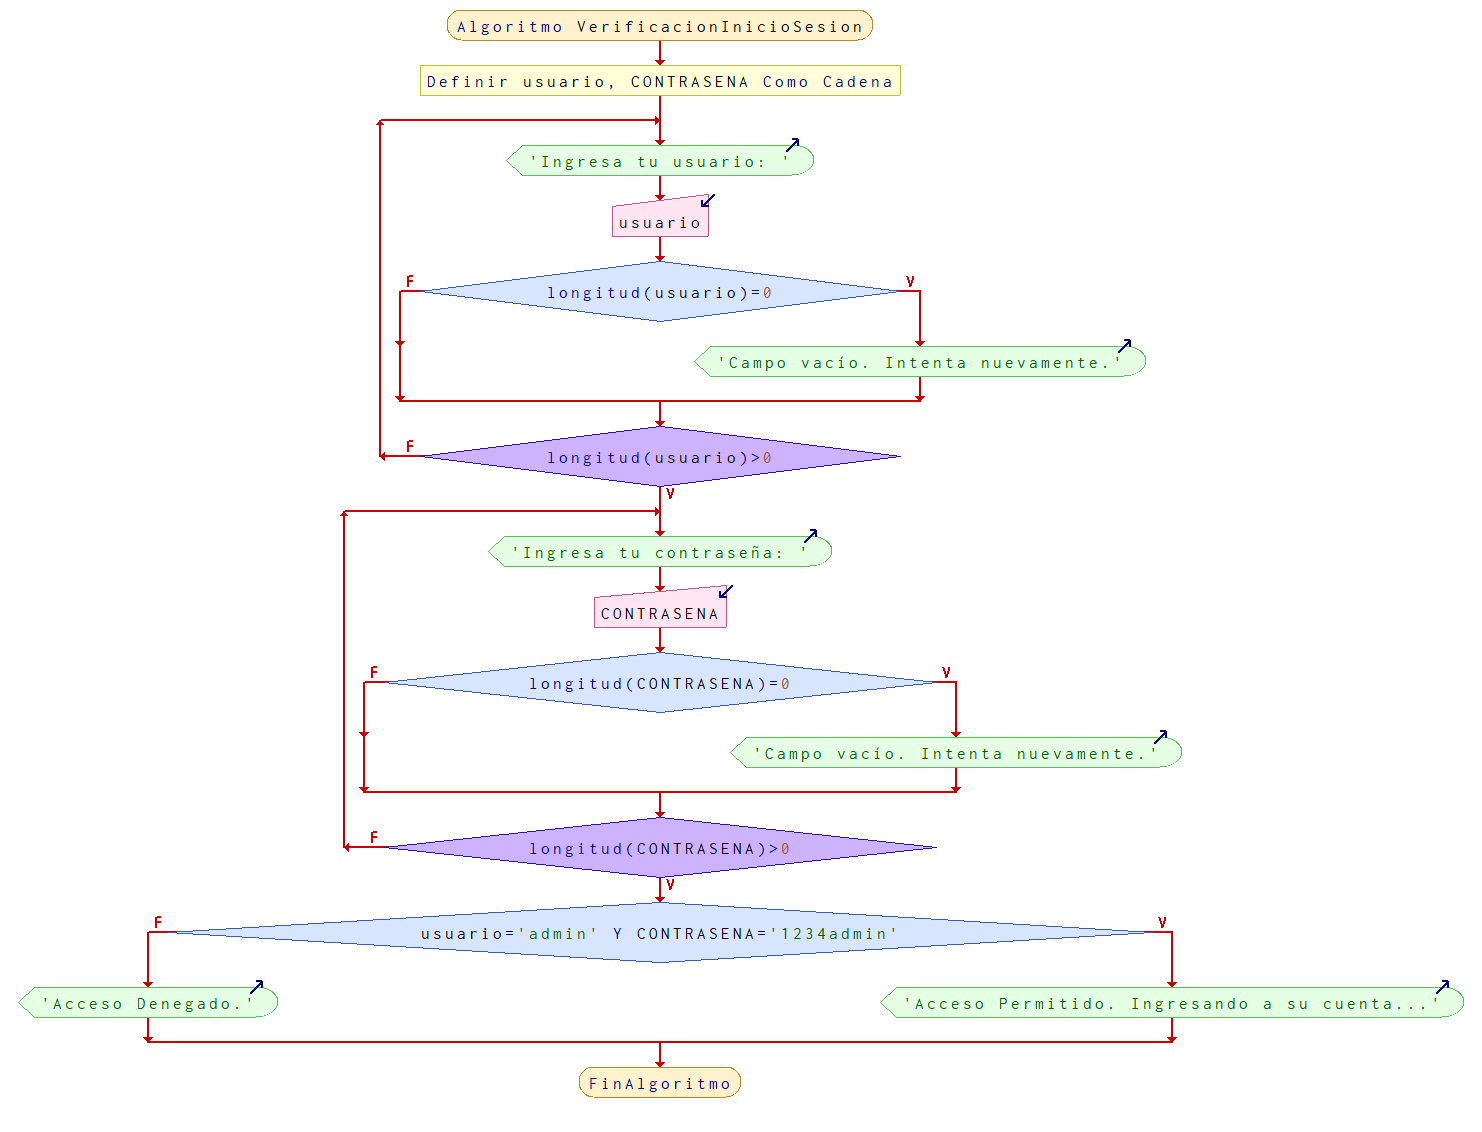 Algoritmo VerificacionInicioSesion
Definir usuario, CONTRASENA Como Cadena
'Ingresa tu usuario: '
usuario
F
V
longitud(usuario)=0
'Campo vacío. Intenta nuevamente.'
F
longitud(usuario)>0
V
'Ingresa tu contraseña: '
CONTRASENA
F
V
longitud(CONTRASENA)=0
'Campo vacío. Intenta nuevamente.'
F
longitud(CONTRASENA)>0
V
F
V
usuario='admin' Y CONTRASENA='1234admin'
'Acceso Denegado.'
'Acceso Permitido. Ingresando a su cuenta...'
FinAlgoritmo